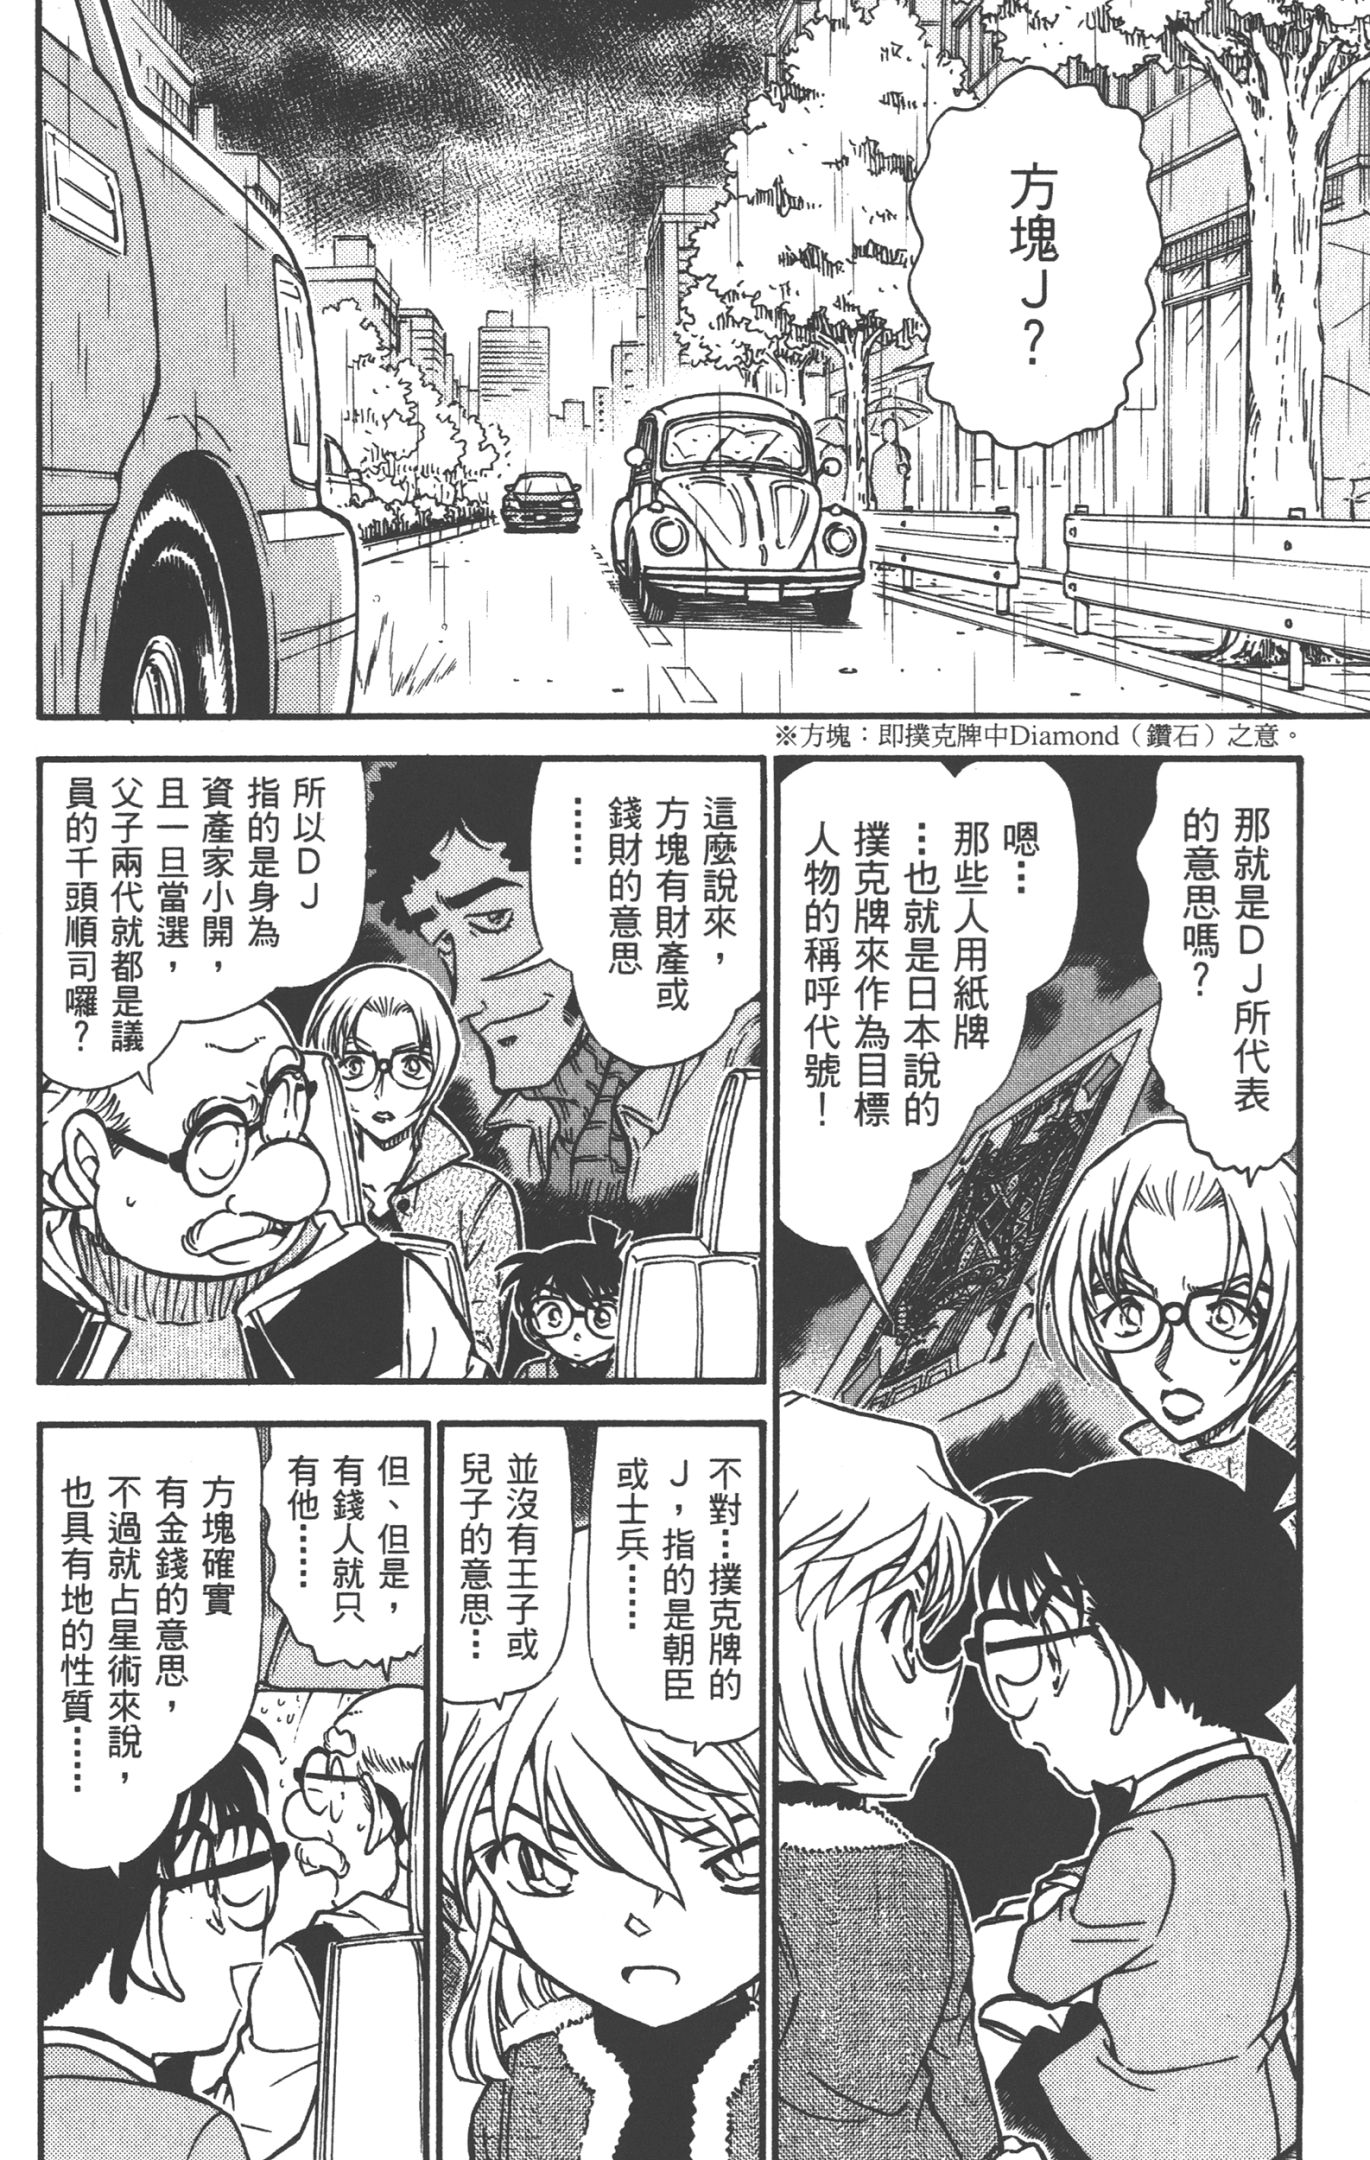 方塊J？
※方塊：即撲克牌中Diamond（鑽石）之意。
那就是DJ所代表
的意思嗎？
嗯…
那些人用紙牌
…也就是日本說的
撲克牌來作為目標
人物的稱呼代號！
這麼說來，
方塊有財產或
錢財的意思
……
所以DJ
指的是身為
資產家小開，
且一旦當選，
父子兩代就都是議
員的千頭順司囉？
不對…撲克牌的
J，指的是朝臣
或士兵……
並沒有王子或
兒子的意思…
但、但是，
有錢人就只
有他……
方塊確實
有金錢的意思，
不過就占星術來說，
也具有地的性質……